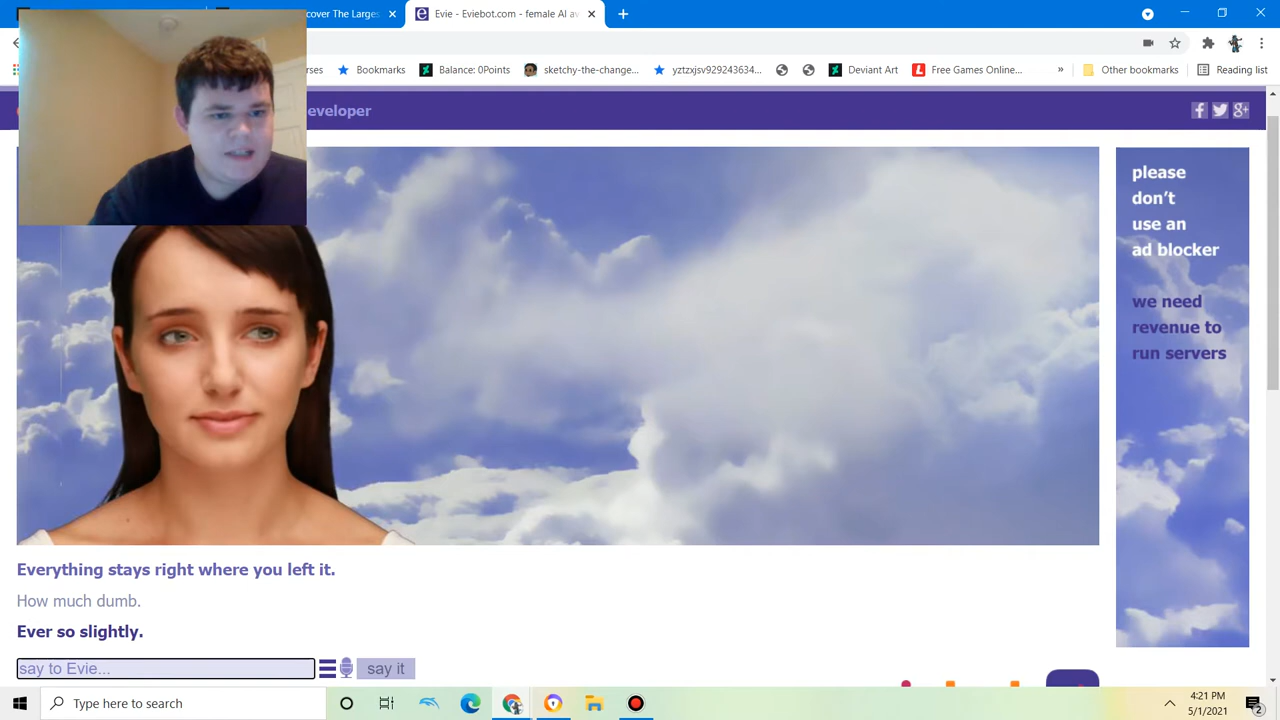 cover The Larges
Evie - Eviebot.com - female AI av
rses
Bookmarks
Balance: 0Points
sketchy-the-change...
yztzxjsv929243634...
Deviant Art
Free Games Online...
»
Other bookmarks
Reading list
eveloper
please
don't
use an
ad blocker
we need
revenue to
run servers
Everything stays right where you left it.
How much dumb.
Ever so slightly.
say to Evie...
say it
Type here to search
4:21 PM
5/1/2021
2